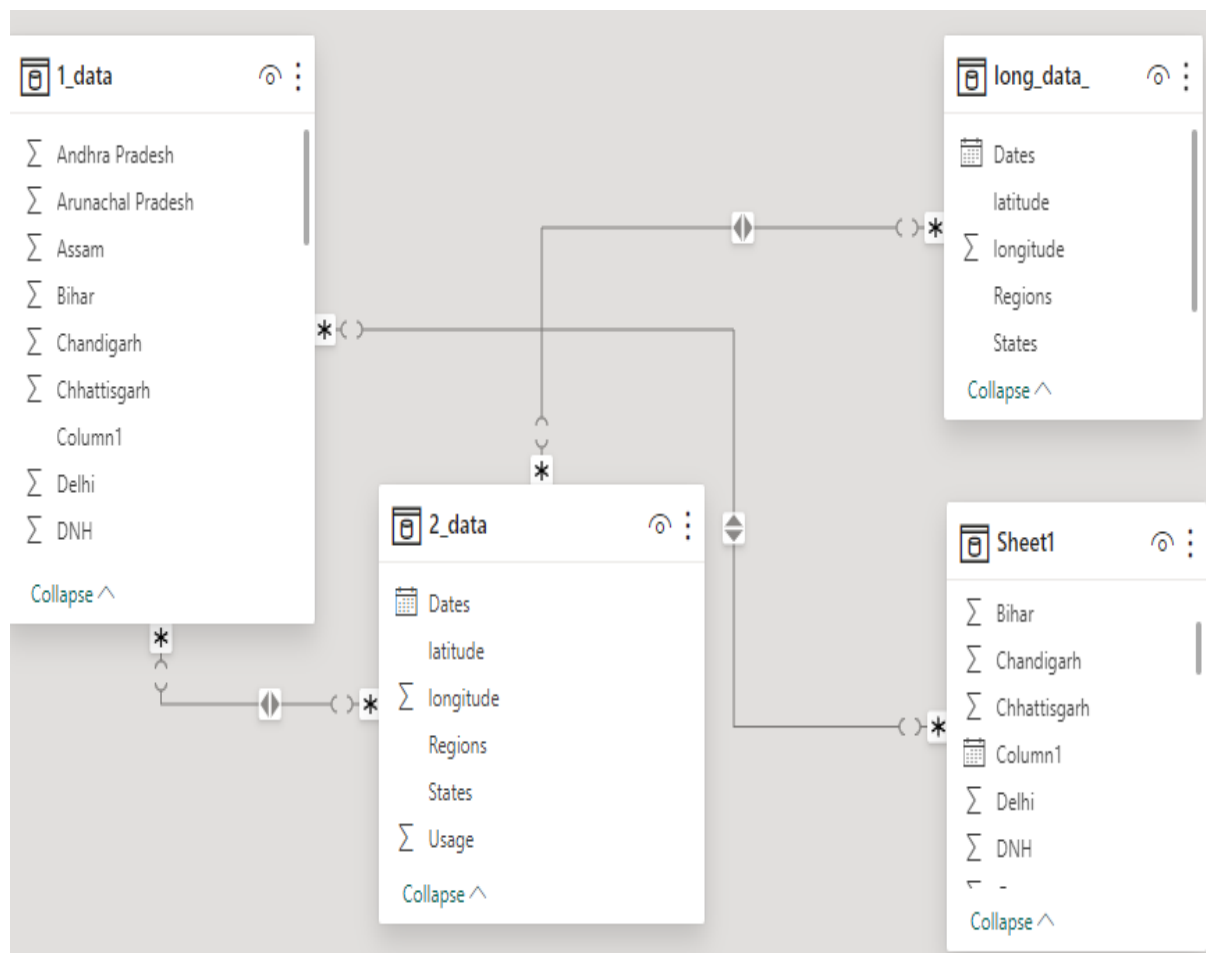 1_data
Andhra Pradesh
Arunachal Pradesh
Assam
Bihar
Chandigarh
Chhattisgarh
Column1
Delhi
DNH
Collapse
long_data_
Dates
latitude
longitude
Regions
States
Collapse
2_data
Dates
latitude
longitude
Regions
States
Usage
Collapse
Sheet1
Bihar
Chandigarh
Chhattisgarh
Column1
Delhi
DNH
Collapse